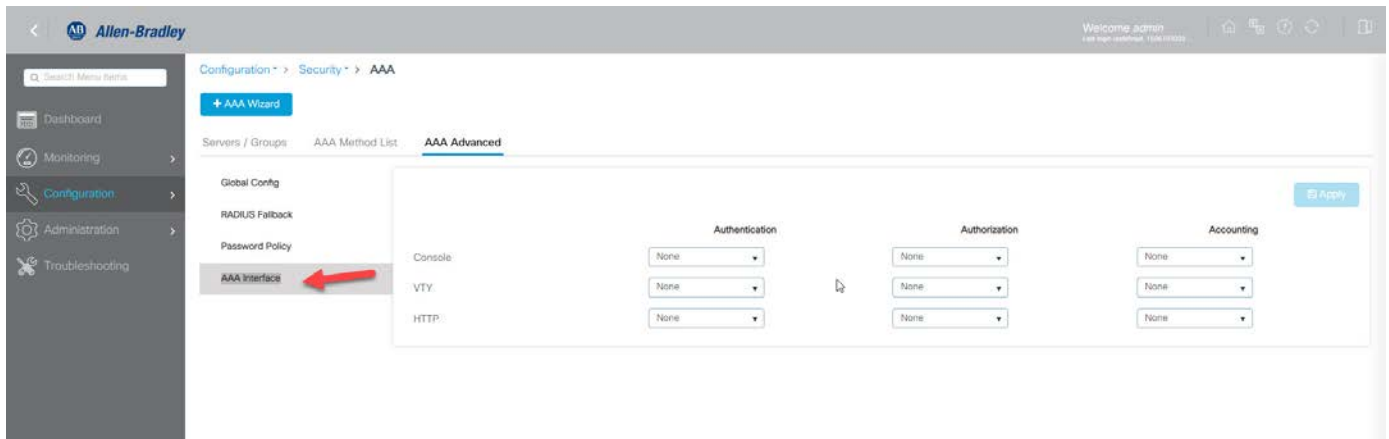 Allen-Bradley
Welcome admin
Search Menu Items
Dashboard
Monitoring
Configuration
Administration
Troubleshooting
Configuration > Security > AAA
+ AAA Wizard
Servers / Groups AAA Method List AAA Advanced
Global Config
RADIUS Fallback
Password Policy
AAA Interface
Apply
Authentication Authorization Accounting
Console None None None
VTY None None None
HTTP None None None